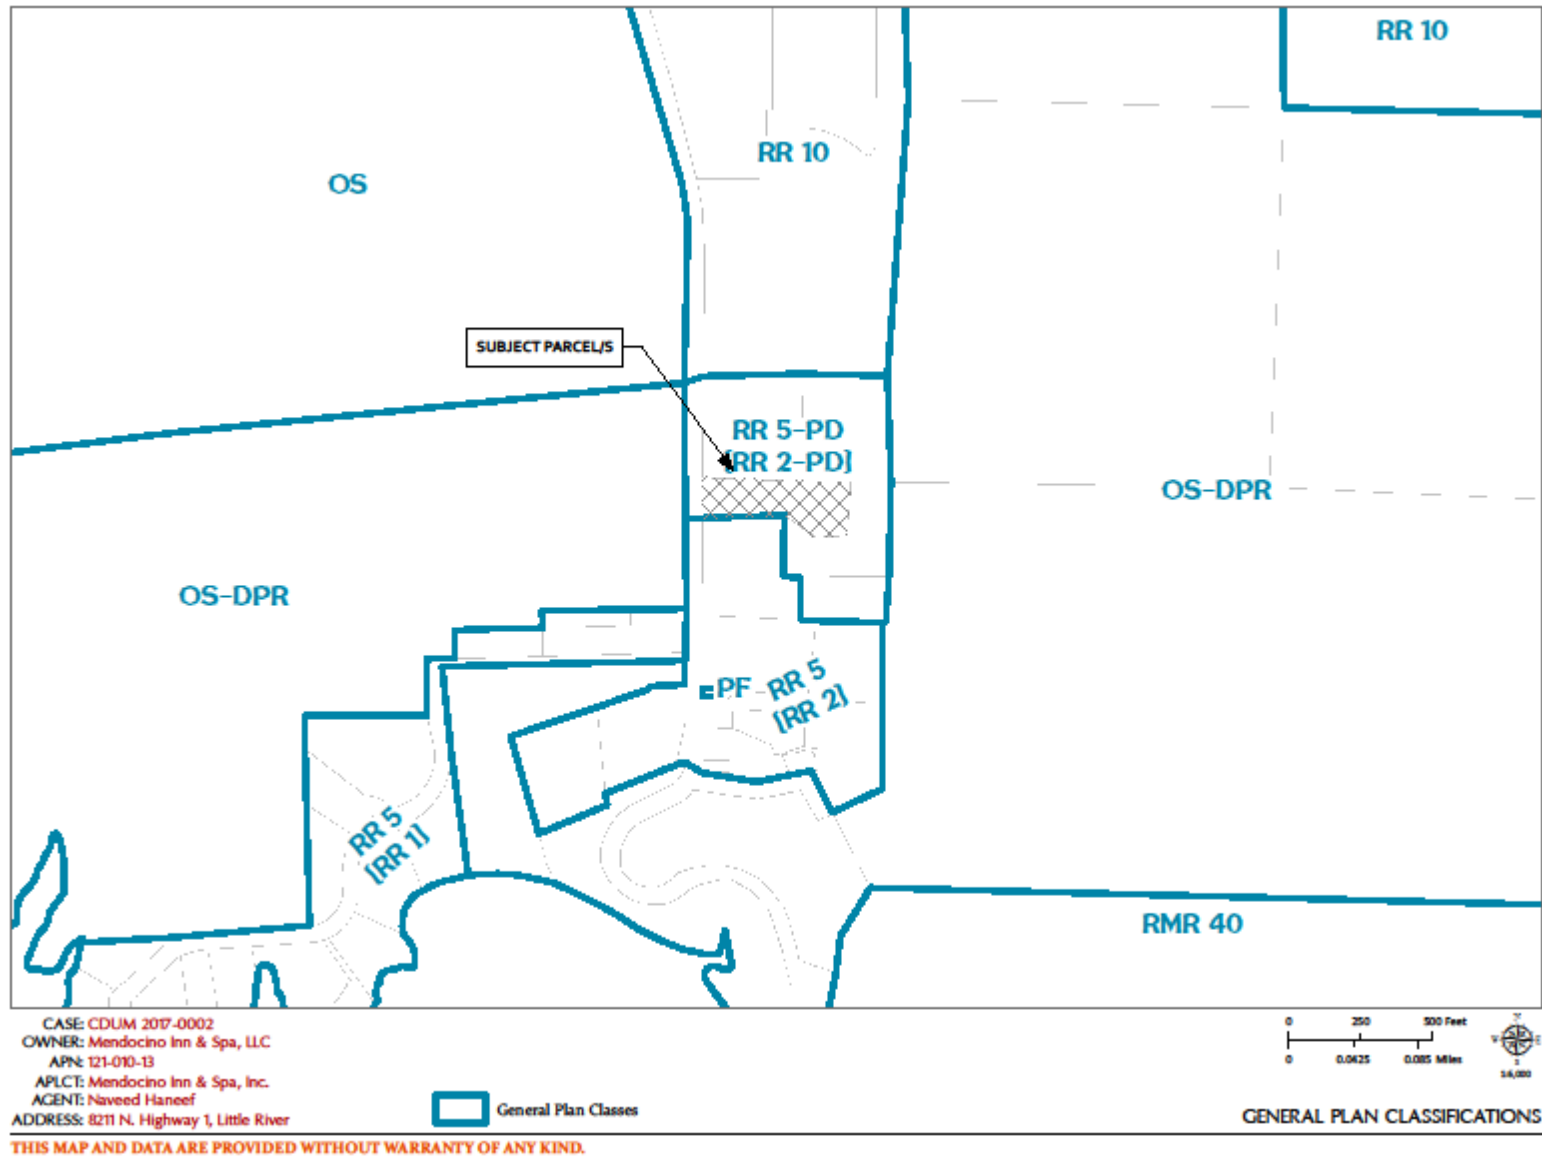 RR 10
RR 10
OS
SUBJECT PARCEL/S
RR 5-PD
[RR 2-PD]
OS-DPR
OS-DPR
PF
RR 5
[RR 2]
RR 5
[RR 1]
RMR 40
CASE: CDUM 2017-0002
OWNER: Mendocino Inn & Spa, LLC
APN: 121-010-13
APLCT: Mendocino Inn & Spa, Inc.
AGENT: Naveed Haneef
ADDRESS: 8211 N. Highway 1, Little River
General Plan Classes
0 250 500 Feet
0 0.0425 0.085 Miles
1:6,000
GENERAL PLAN CLASSIFICATIONS
THIS MAP AND DATA ARE PROVIDED WITHOUT WARRANTY OF ANY KIND.